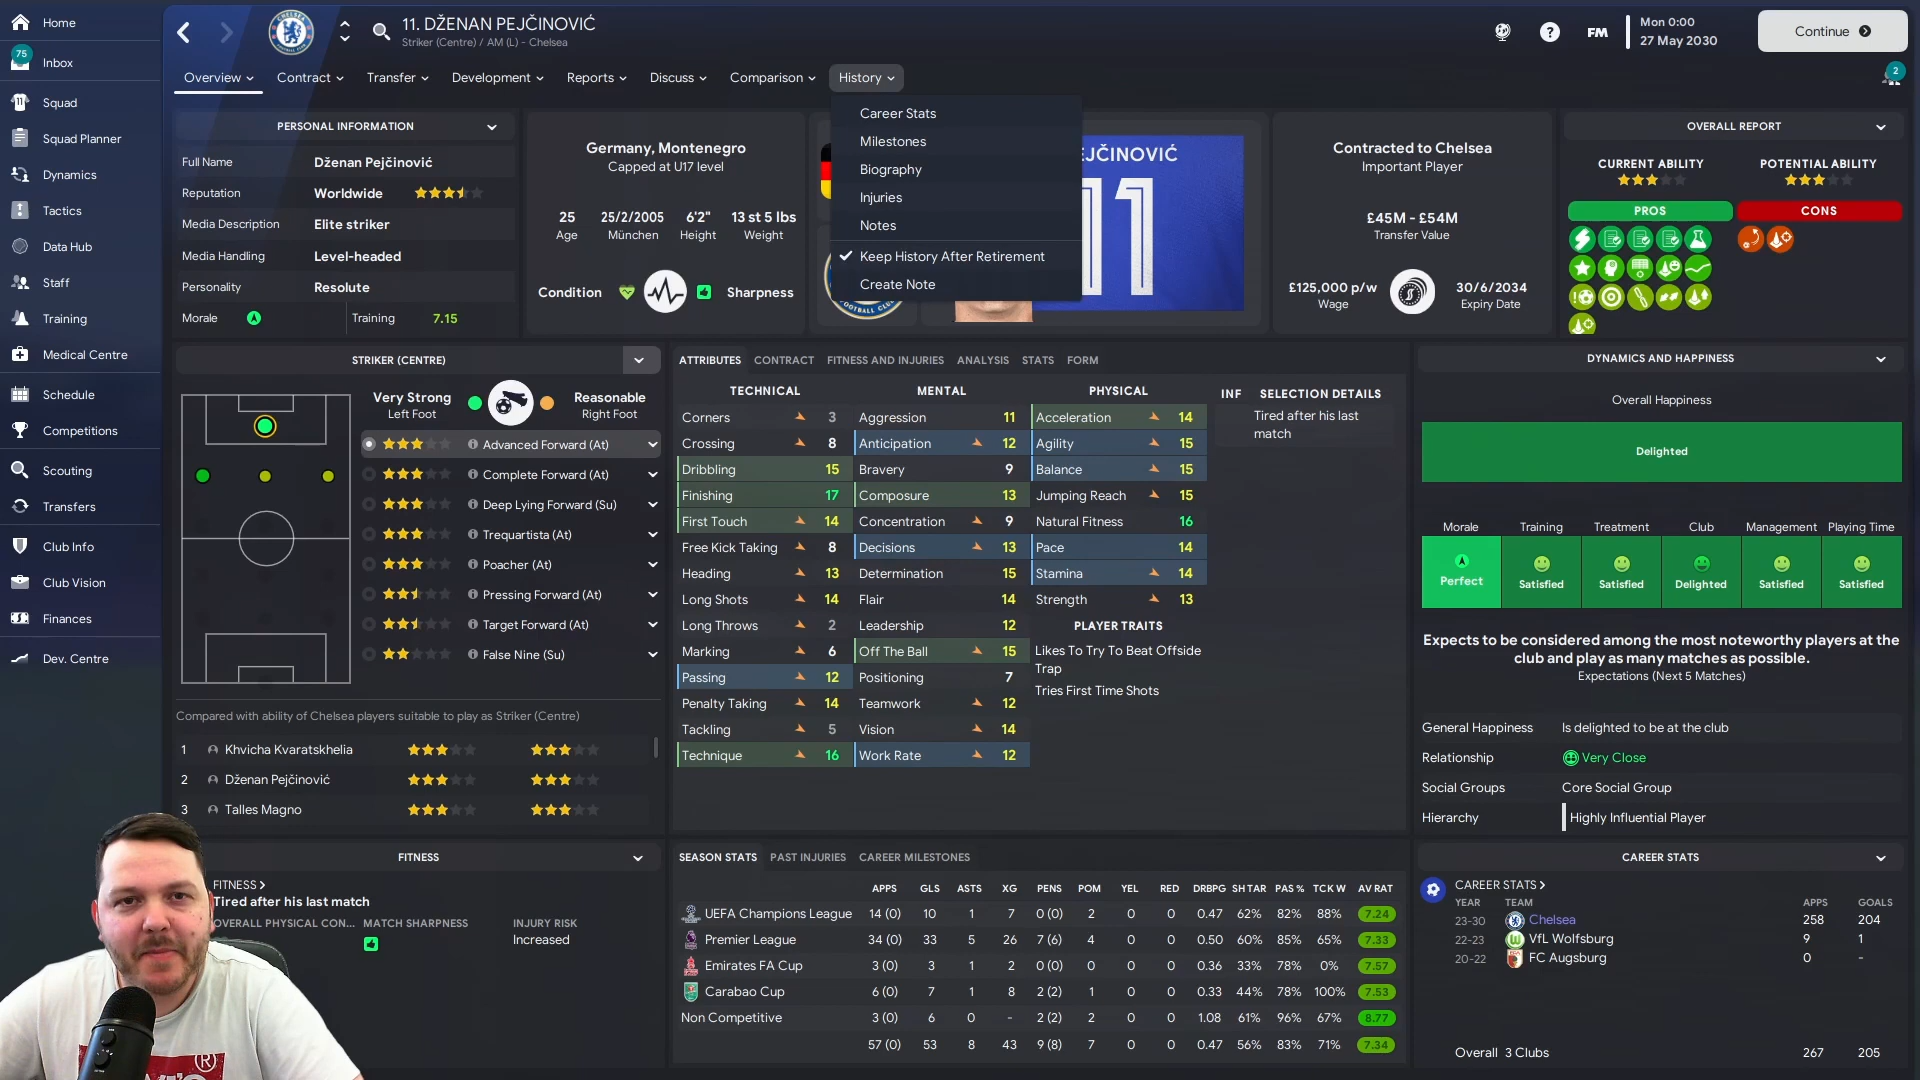 Home
75
Inbox
Squad
Squad Planner
Dynamics
Tactics
Data Hub
Staff
Training
Medical Centre
Schedule
Competitions
Scouting
Transfers
Club Info
Club Vision
Finances
Dev. Centre
11. DŽENAN PEJČINOVIĆ
Striker (Centre) / AM (L) - Chelsea
FM
Mon 0:00
27 May 2030
Continue
Overview Contract Transfer Development Reports Discuss Comparison History
2
Career Stats
Milestones
Biography
Injuries
Notes
Keep History After Retirement
Create Note
PERSONAL INFORMATION
Full Name Dženan Pejčinović
Reputation Worldwide
Media Description Elite striker
Media Handling Level-headed
Personality Resolute
Morale Training 7.15
Germany, Montenegro
Capped at U17 level
25 25/2/2005 6'2" 13 st 5 lbs
Age München Height Weight
Condition Sharpness
EJČINOVIĆ
11
Contracted to Chelsea
Important Player
£45M - £54M
Transfer Value
£125,000 p/w 30/6/2034
Wage Expiry Date
OVERALL REPORT
CURRENT ABILITY POTENTIAL ABILITY
PROS CONS
STRIKER (CENTRE)
Very Strong Reasonable
Left Foot Right Foot
Advanced Forward (At)
Complete Forward (At)
Deep Lying Forward (Su)
Trequartista (At)
Poacher (At)
Pressing Forward (At)
Target Forward (At)
False Nine (Su)
Compared with ability of Chelsea players suitable to play as Striker (Centre)
1 Khvicha Kvaratskhelia
2 Dženan Pejčinović
3 Talles Magno
ATTRIBUTES CONTRACT FITNESS AND INJURIES ANALYSIS STATS FORM
TECHNICAL MENTAL PHYSICAL INF SELECTION DETAILS
Corners 3 Aggression 11 Acceleration 14 Tired after his last
match
Crossing 8 Anticipation 12 Agility 15
Dribbling 15 Bravery 9 Balance 15
Finishing 17 Composure 13 Jumping Reach 15
First Touch 14 Concentration 9 Natural Fitness 16
Free Kick Taking 8 Decisions 13 Pace 14
Heading 13 Determination 15 Stamina 14
Long Shots 14 Flair 14 Strength 13
Long Throws 2 Leadership 12 PLAYER TRAITS
Marking 6 Off The Ball 15 Likes To Try To Beat Offside
Trap
Passing 12 Positioning 7 Tries First Time Shots
Penalty Taking 14 Teamwork 12
Tackling 5 Vision 14
Technique 16 Work Rate 12
DYNAMICS AND HAPPINESS
Overall Happiness
Delighted
Morale Training Treatment Club Management Playing Time
Perfect Satisfied Satisfied Delighted Satisfied Satisfied
Expects to be considered among the most noteworthy players at the
club and play as many matches as possible.
Expectations (Next 5 Matches)
General Happiness Is delighted to be at the club
Relationship Very Close
Social Groups Core Social Group
Hierarchy Highly Influential Player
FITNESS
FITNESS >
Tired after his last match
OVERALL PHYSICAL CON... MATCH SHARPNESS INJURY RISK
Increased
SEASON STATS PAST INJURIES CAREER MILESTONES
APPS GLS ASTS XG PENS POM YEL RED DRBPG SH TAR PAS % TCK W AV RAT
UEFA Champions League 14 (0) 10 1 7 0 (0) 2 0 0 0.47 62% 82% 88% 7.24
Premier League 34 (0) 33 5 26 7 (6) 4 0 0 0.50 60% 85% 65% 7.33
Emirates FA Cup 3 (0) 3 1 2 0 (0) 0 0 0 0.36 33% 78% 0% 7.57
Carabao Cup 6 (0) 7 1 8 2 (2) 1 0 0 0.33 44% 78% 100% 7.53
Non Competitive 3 (0) 6 0 - 2 (2) 2 0 0 1.08 61% 96% 67% 8.77
57 (0) 53 8 43 9 (8) 7 0 0 0.47 56% 83% 71% 7.34
CAREER STATS
CAREER STATS >
YEAR TEAM APPS GOALS
23-30 Chelsea 258 204
22-23 VfL Wolfsburg 9 1
20-22 FC Augsburg 0 -
Overall 3 Clubs 267 205